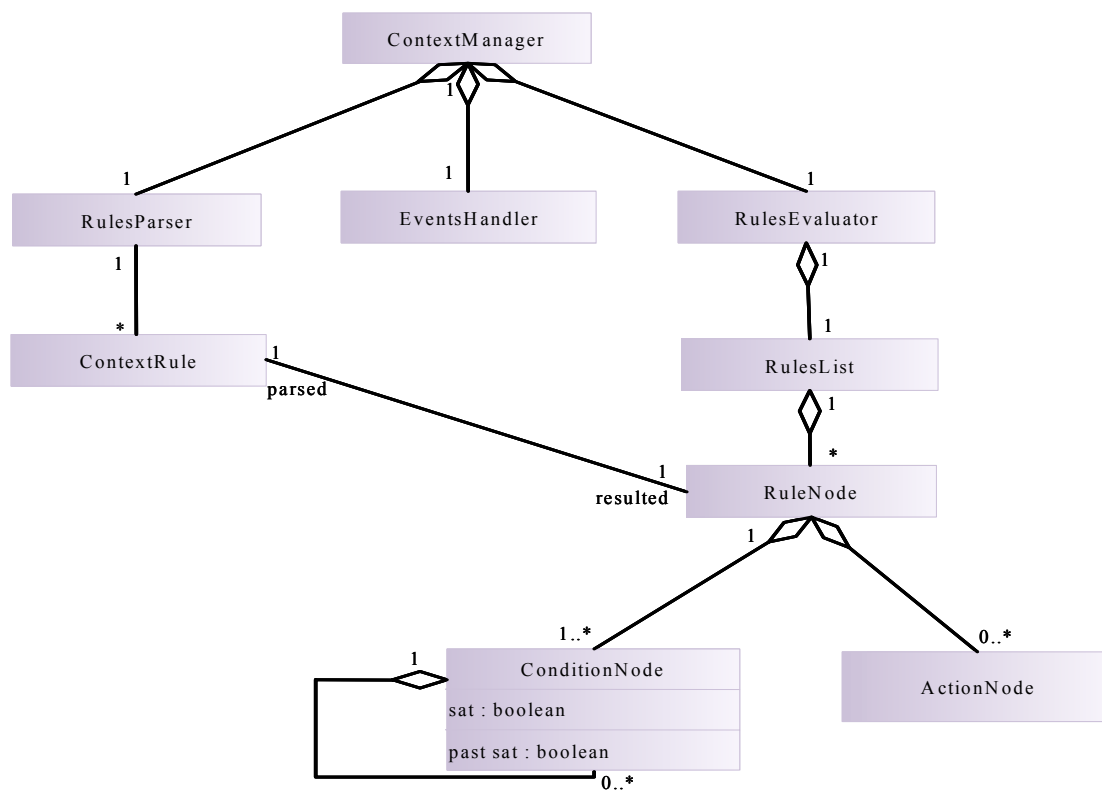 ContextManager
1
1
1
1
RulesParser
EventsHandler
RulesEvaluator
1
1
*
1
ContextRule
1
parsed
RulesList
1
*
1
resulted
RuleNode
1
1..*
0..*
1
ConditionNode
sat : boolean
past sat : boolean
0..*
ActionNode